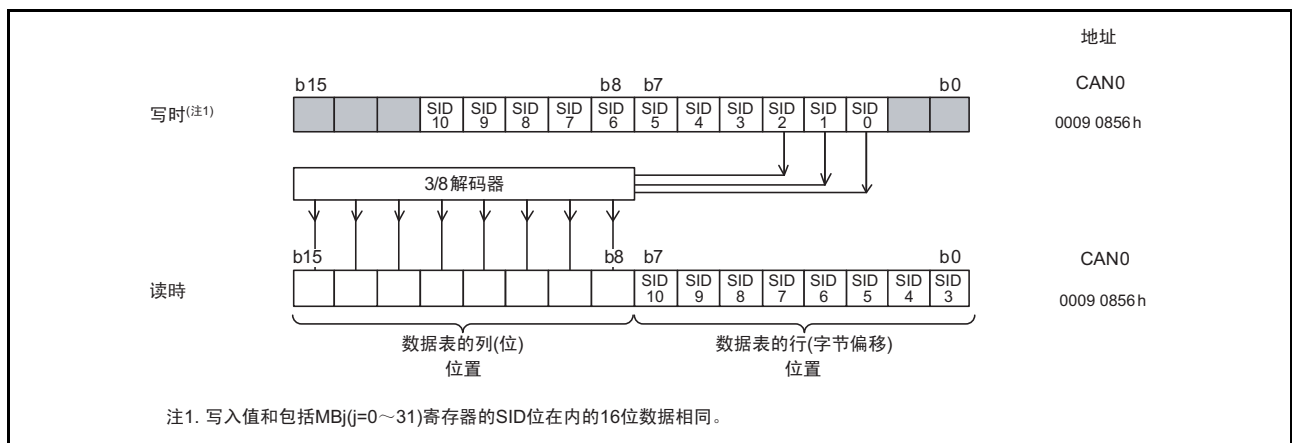 地址
b15 b8 b7 b0 CAN0
写时(注1) SID 10 SID 9 SID 8 SID 7 SID 6 SID 5 SID 4 SID 3 SID 2 SID 1 SID 0 0009 0856h
3/8解码器
b15 b8 b7 b0 CAN0
读時 SID 10 SID 9 SID 8 SID 7 SID 6 SID 5 SID 4 SID 3 0009 0856h
数据表的列(位) 数据表的行(字节偏移)
位置 位置
注1. 写入值和包括MBj(j=0～31)寄存器的SID位在内的16位数据相同。